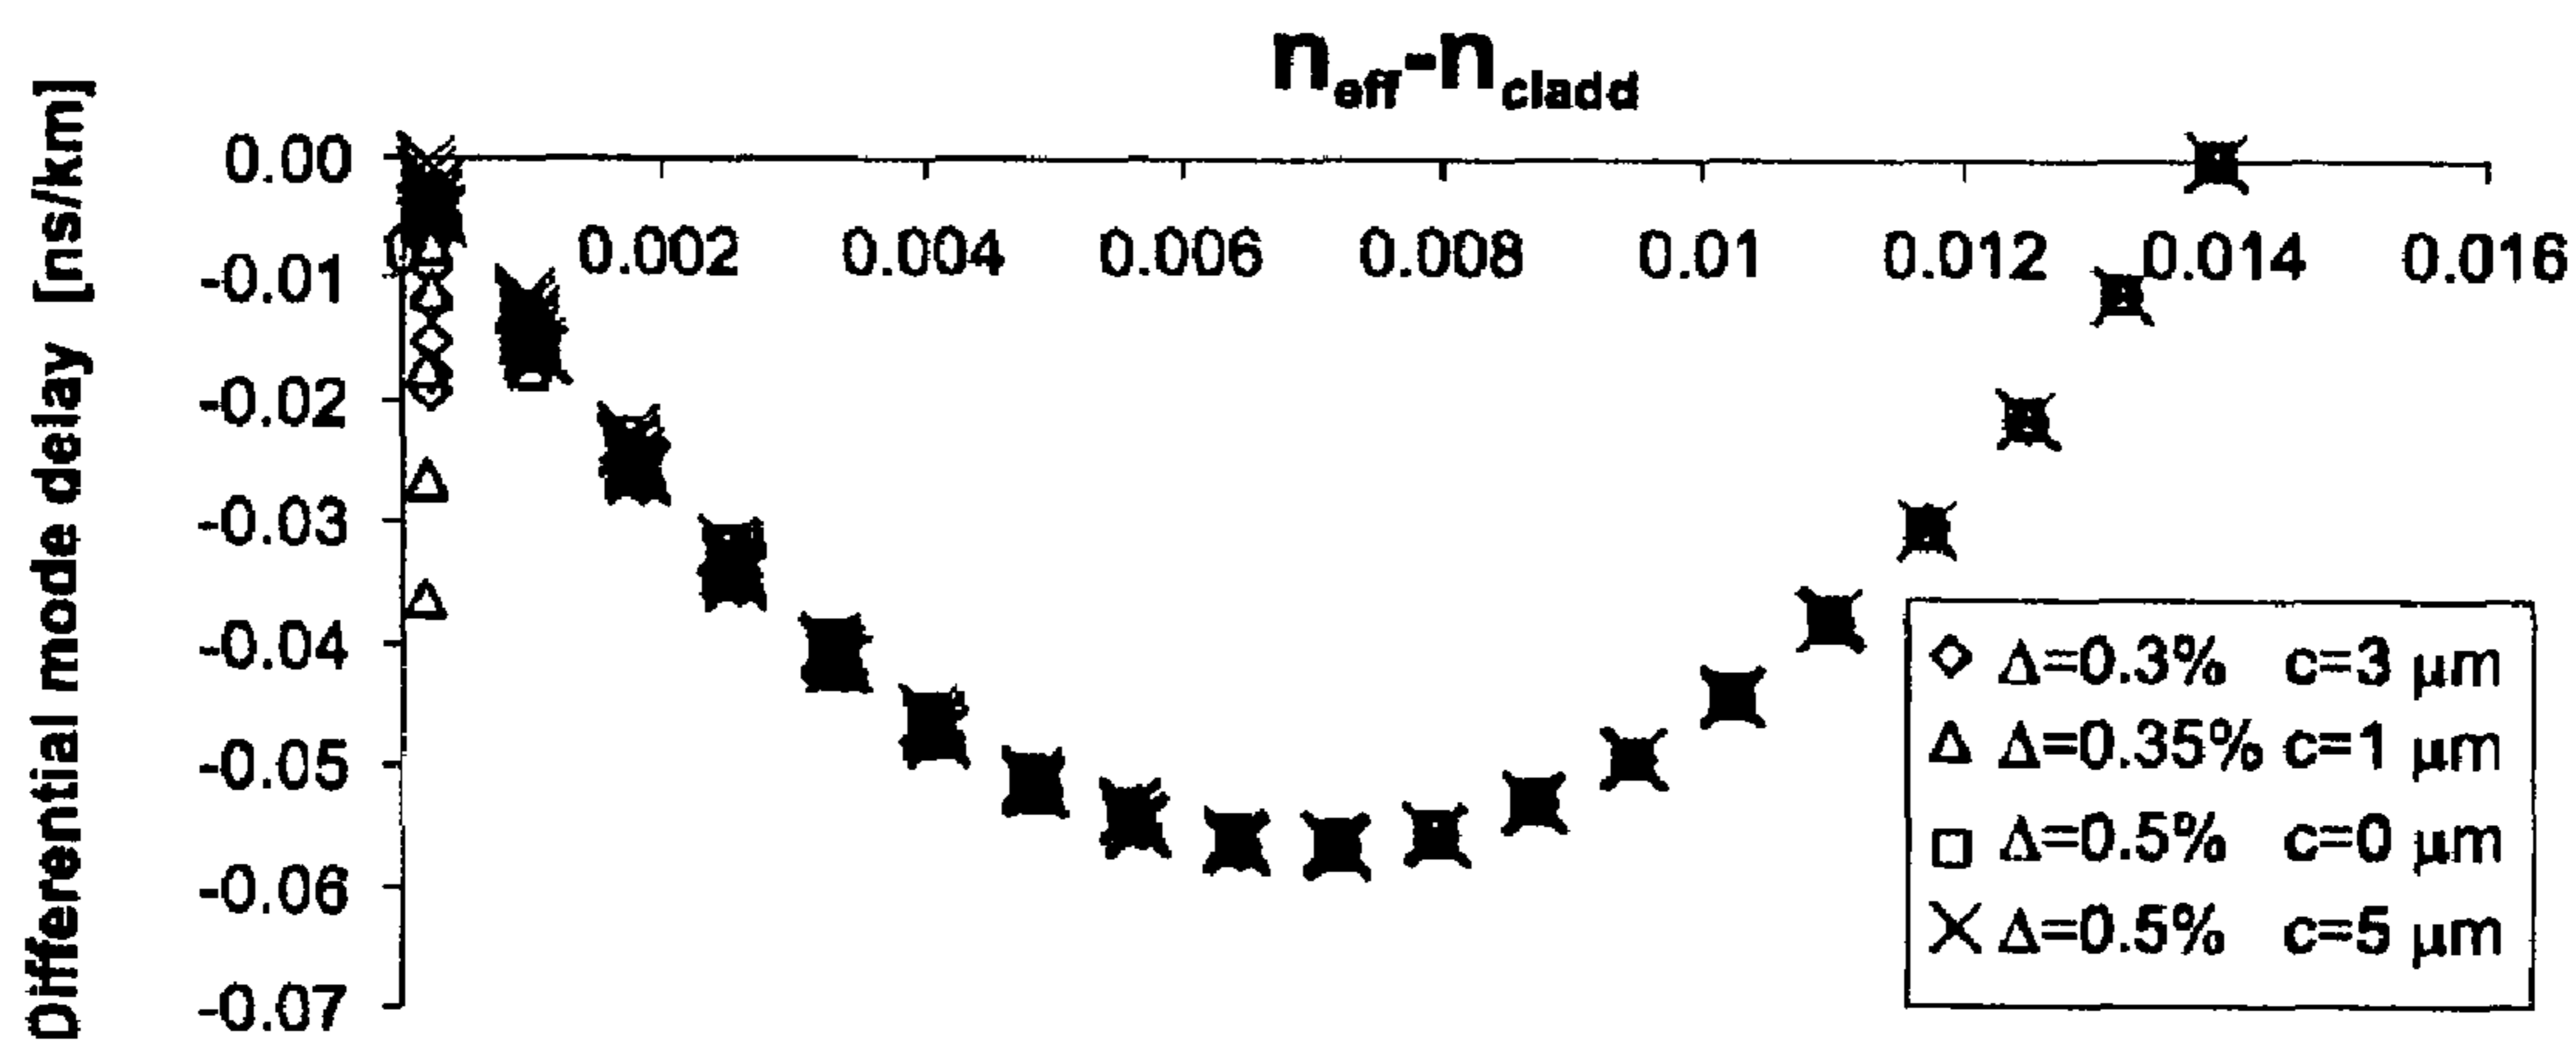 n_eff-n_cladd
Differential mode delay [ns/km]
0.00
-0.01
-0.02
-0.03
-0.04
-0.05
-0.06
-0.07
0 0.002 0.004 0.006 0.008 0.01 0.012 0.014 0.016
Δ=0.3% c=3 μm
Δ=0.35% c=1 μm
Δ=0.5% c=0 μm
Δ=0.5% c=5 μm